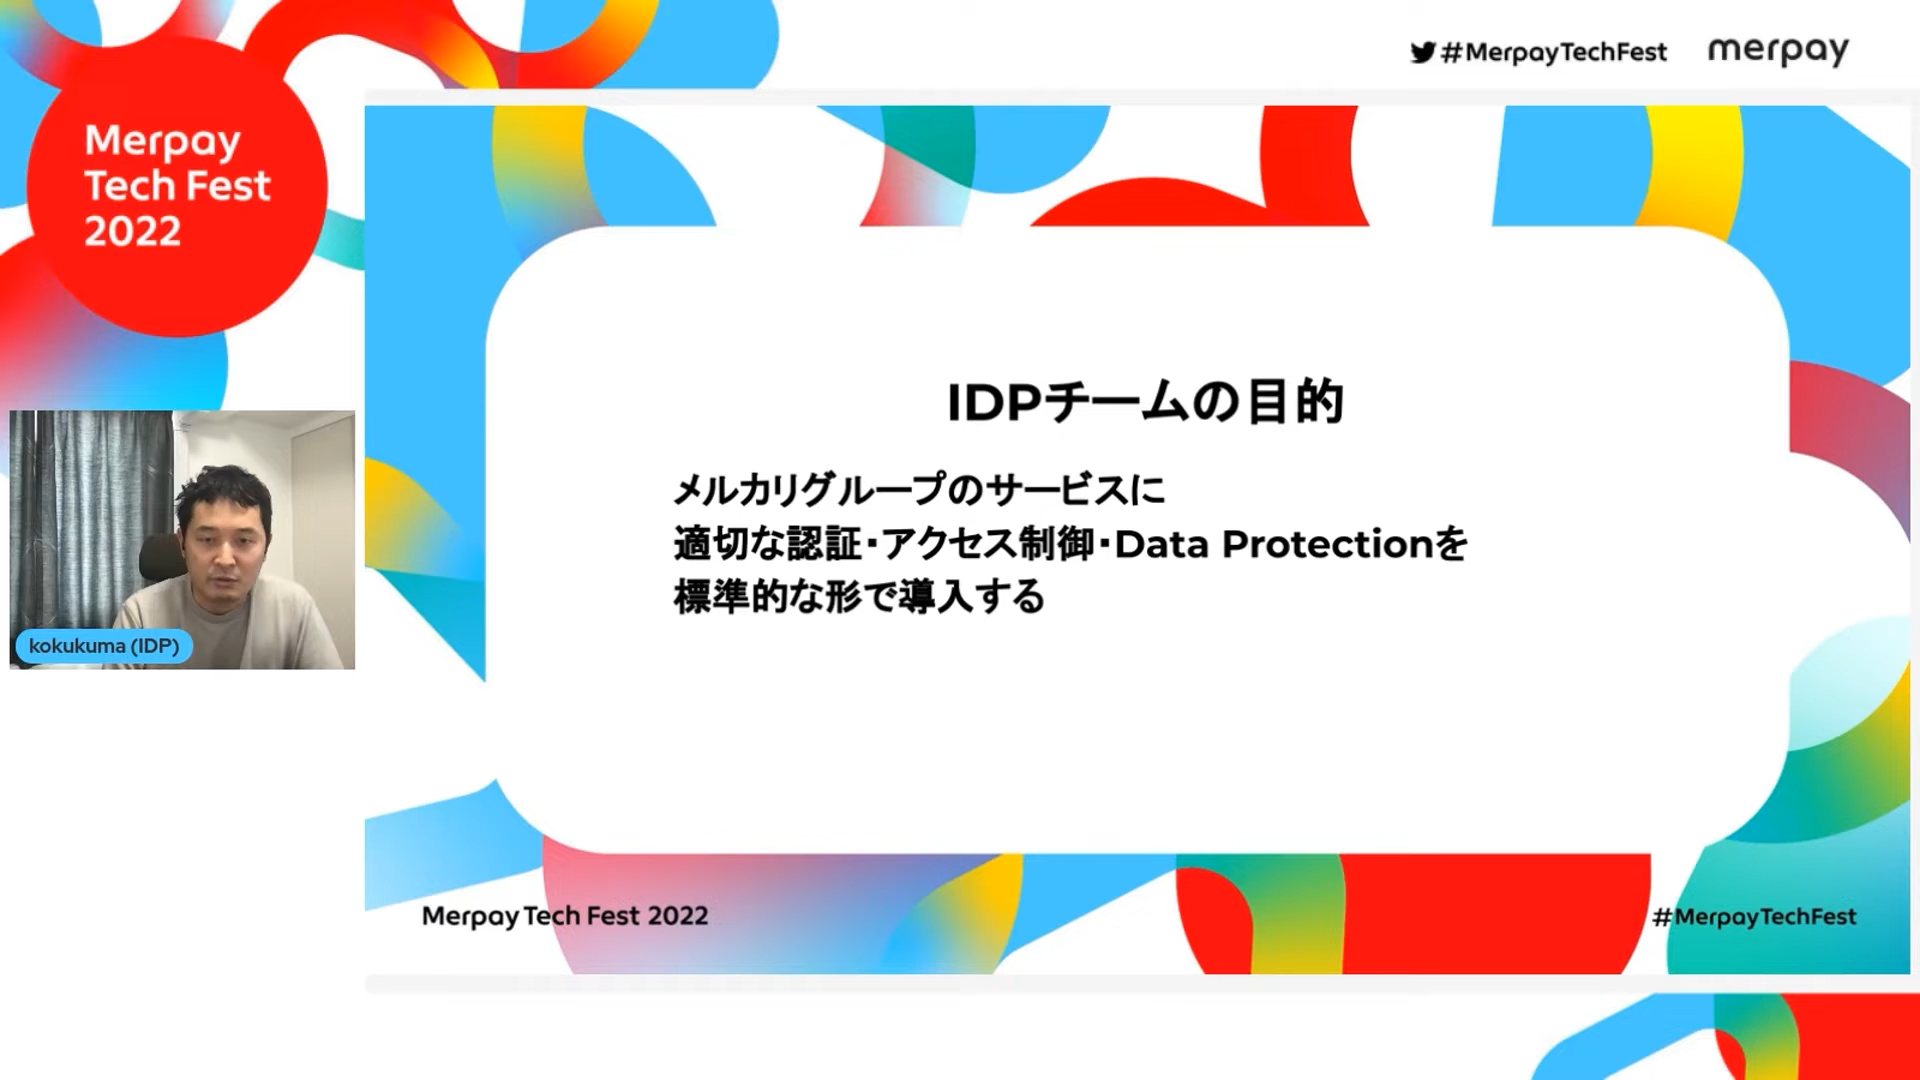 #MerpayTechFest
merpay
Merpay
Tech Fest
2022
IDPチームの目的
メルカリグループのサービスに
適切な認証・アクセス制御・Data Protectionを
標準的な形で導入する
kokukuma (IDP)
Merpay Tech Fest 2022
#MerpayTechFest